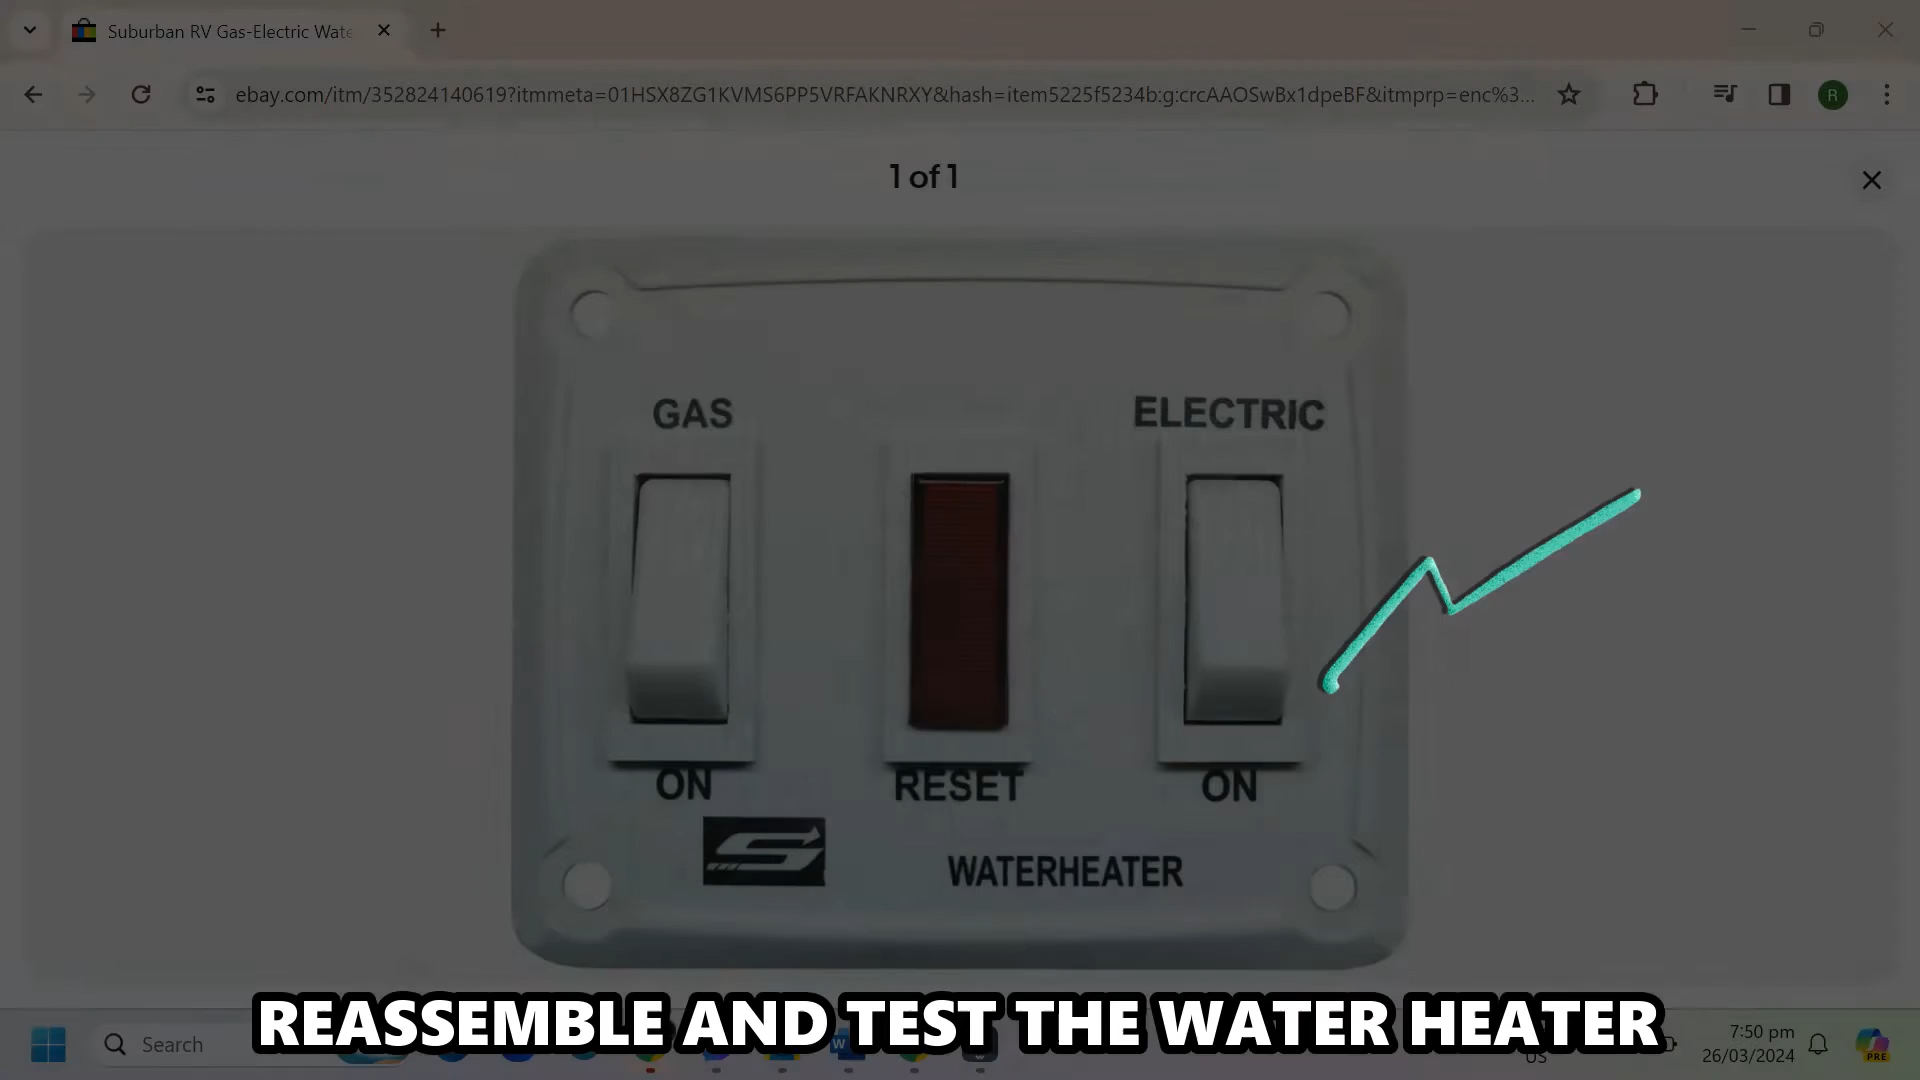 Suburban RV Gas-Electric Wate
ebay.com/itm/352824140619?itmmeta=01HSX8ZG1KVMS6PP5VRFAKNRXY&hash=item5225f5234b:g:crcAAOSwBx1dpeBF&itmprp=enc%3...
R
1 of 1
GAS
ELECTRIC
ON
RESET
ON
S
WATERHEATER
REASSEMBLE AND TEST THE WATER HEATER
Search
W
US
7:50 pm
26/03/2024
PRE